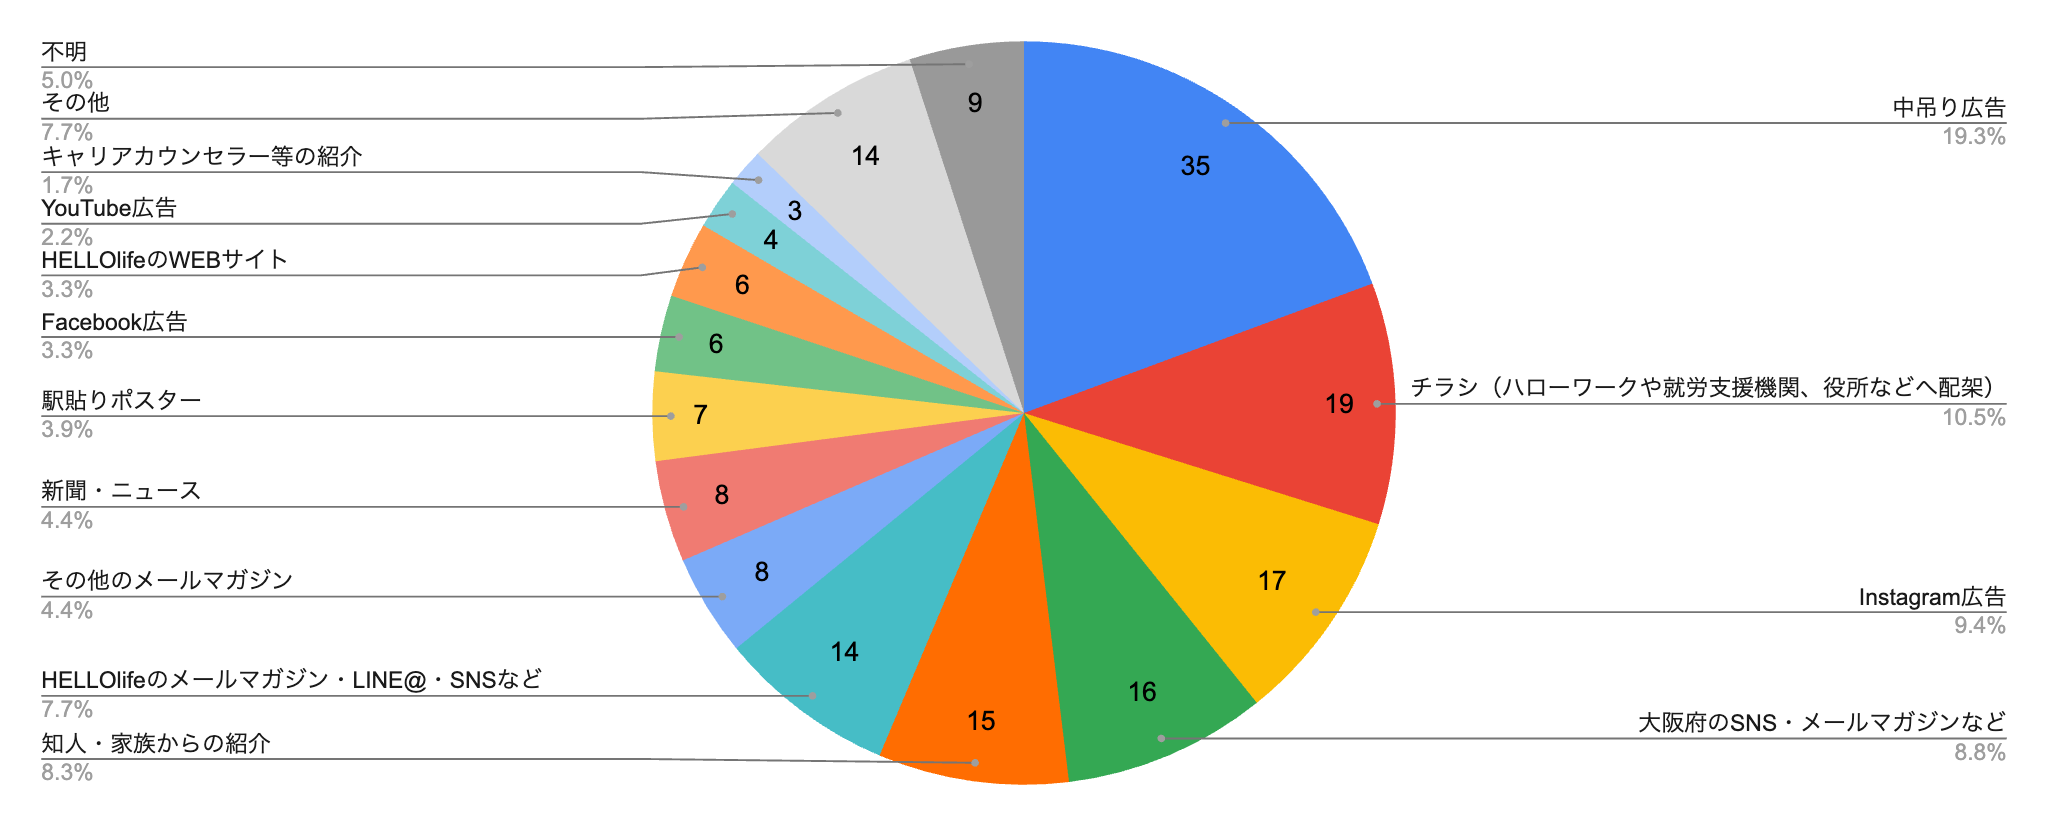 不明
5.0%
その他
7.7%
キャリアカウンセラー等の紹介
1.7%
YouTube広告
2.2%
HELLOlifeのWEBサイト
3.3%
Facebook広告
3.3%
駅貼りポスター
3.9%
新聞・ニュース
4.4%
その他のメールマガジン
4.4%
HELLOlifeのメールマガジン・LINE@・SNSなど
7.7%
知人・家族からの紹介
8.3%
9
14
3
4
6
6
7
8
8
14
15
35
19
17
16
中吊り広告
19.3%
チラシ（ハローワークや就労支援機関、役所などへ配架）
10.5%
Instagram広告
9.4%
大阪府のSNS・メールマガジンなど
8.8%